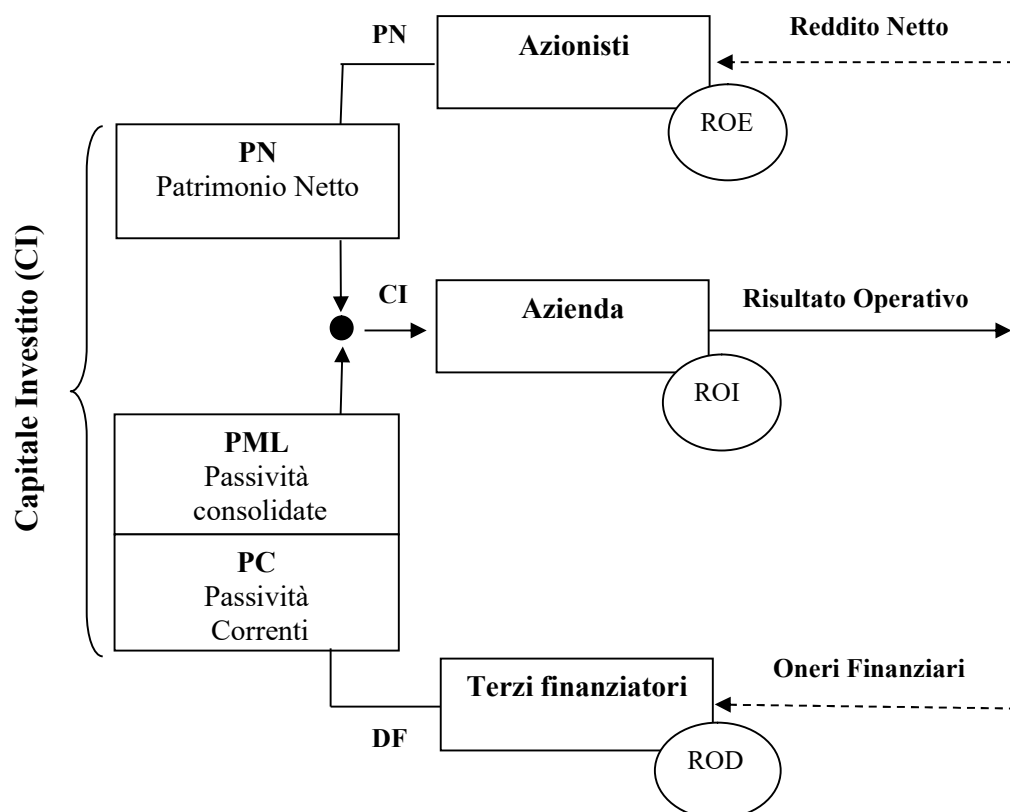 PN
Azionisti
Reddito Netto
ROE
PN
Patrimonio Netto
Capitale Investito (CI)
CI
Azienda
Risultato Operativo
ROI
PML
Passività
consolidate
PC
Passività
Correnti
Terzi finanziatori
Oneri Finanziari
DF
ROD